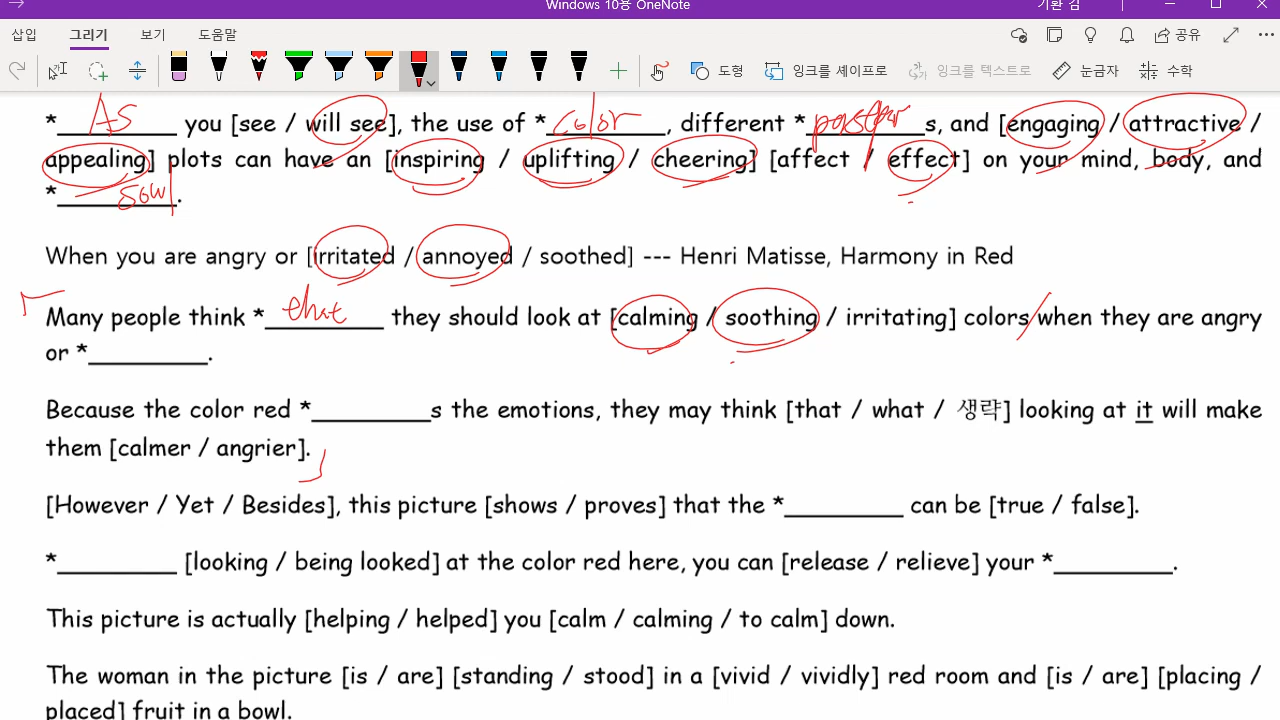 Windows 10용 OneNote 기환 김
삽입 그리기 보기 도움말 공유
도형 잉크를 셰이프로 잉크를 텍스트로 눈금자 수학
*As you [see / will see], the use of *color, different *s, and [engaging / attractive /
appealing] plots can have an [inspiring / uplifting / cheering] [affect / effect] on your mind, body, and
*.
When you are angry or [irritated / annoyed / soothed] --- Henri Matisse, Harmony in Red
Many people think *that they should look at [calming / soothing / irritating] colors when they are angry
or *_________.
Because the color red *_________s the emotions, they may think [that / what / 생략] looking at it will make
them [calmer / angrier].
[However / Yet / Besides], this picture [shows / proves] that the *_________ can be [true / false].
*_________ [looking / being looked] at the color red here, you can [release / relieve] your *_________.
This picture is actually [helping / helped] you [calm / calming / to calm] down.
The woman in the picture [is / are] [standing / stood] in a [vivid / vividly] red room and [is / are] [placing /
placed] fruit in a bowl.